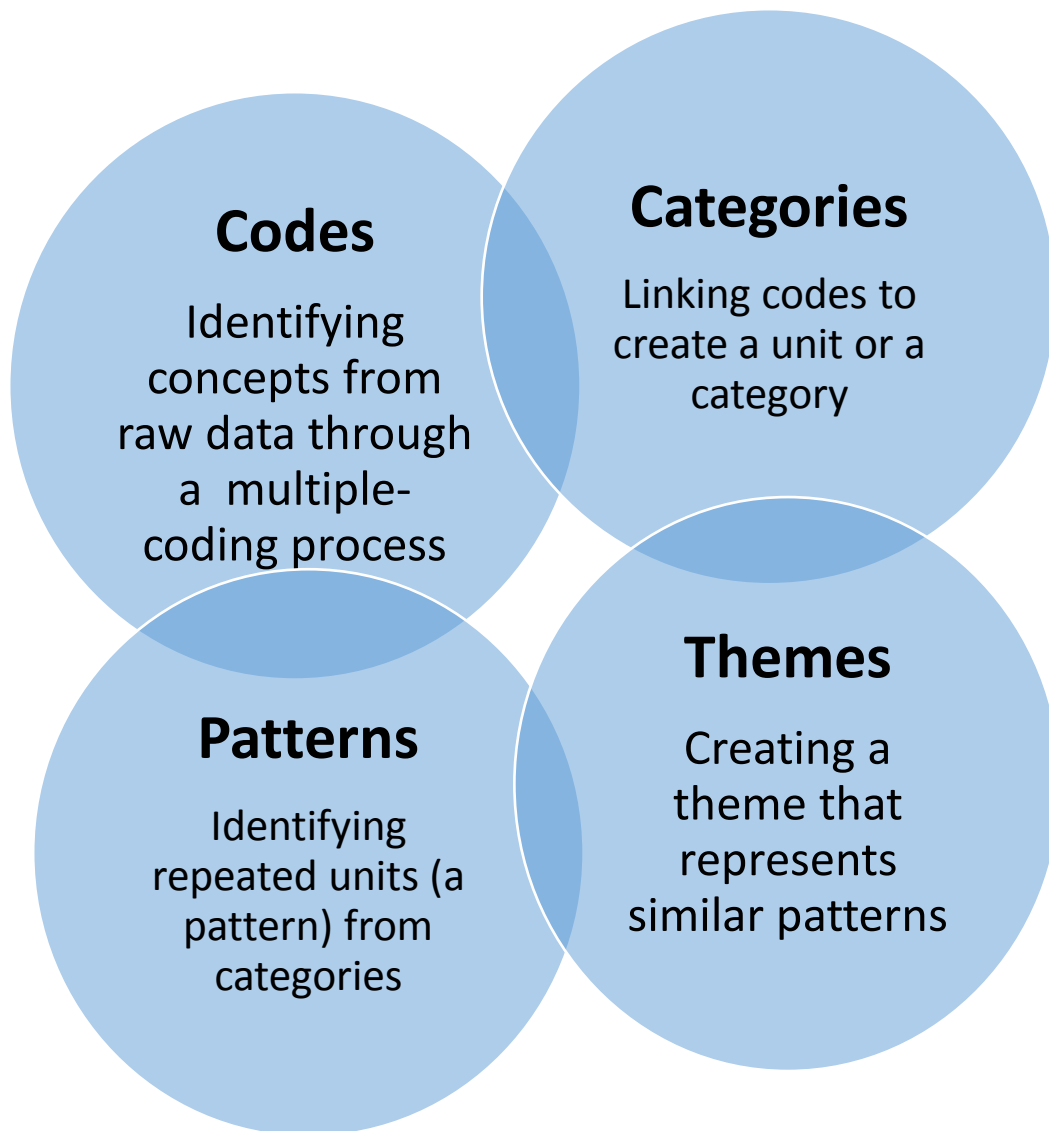 Codes
Identifying
concepts from
raw data through
a  multiple-
coding process
Categories
Linking codes to
create a unit or a
category
Patterns
Identifying
repeated units (a
pattern) from
categories
Themes
Creating a
theme that
represents
similar patterns